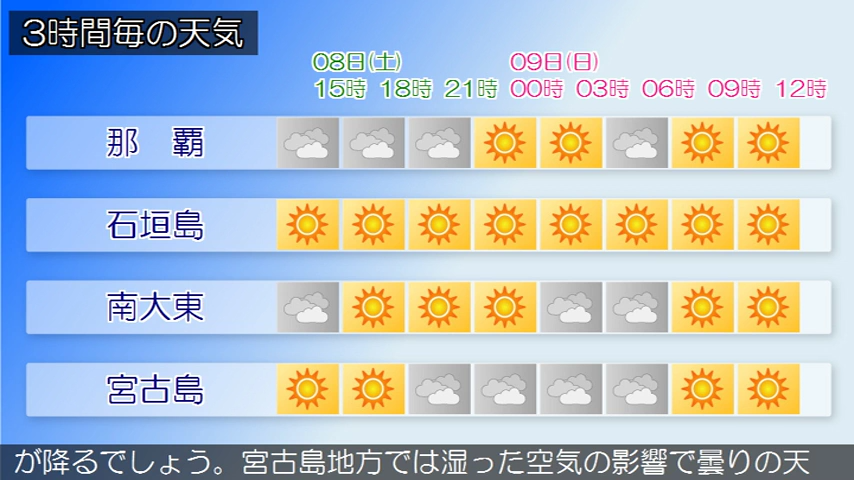 3時間毎の天気
08日(土) 09日(日)
15時 18時 21時 00時 03時 06時 09時 12時
那　覇
石垣島
南大東
宮古島
が降るでしょう。宮古島地方では湿った空気の影響で曇りの天